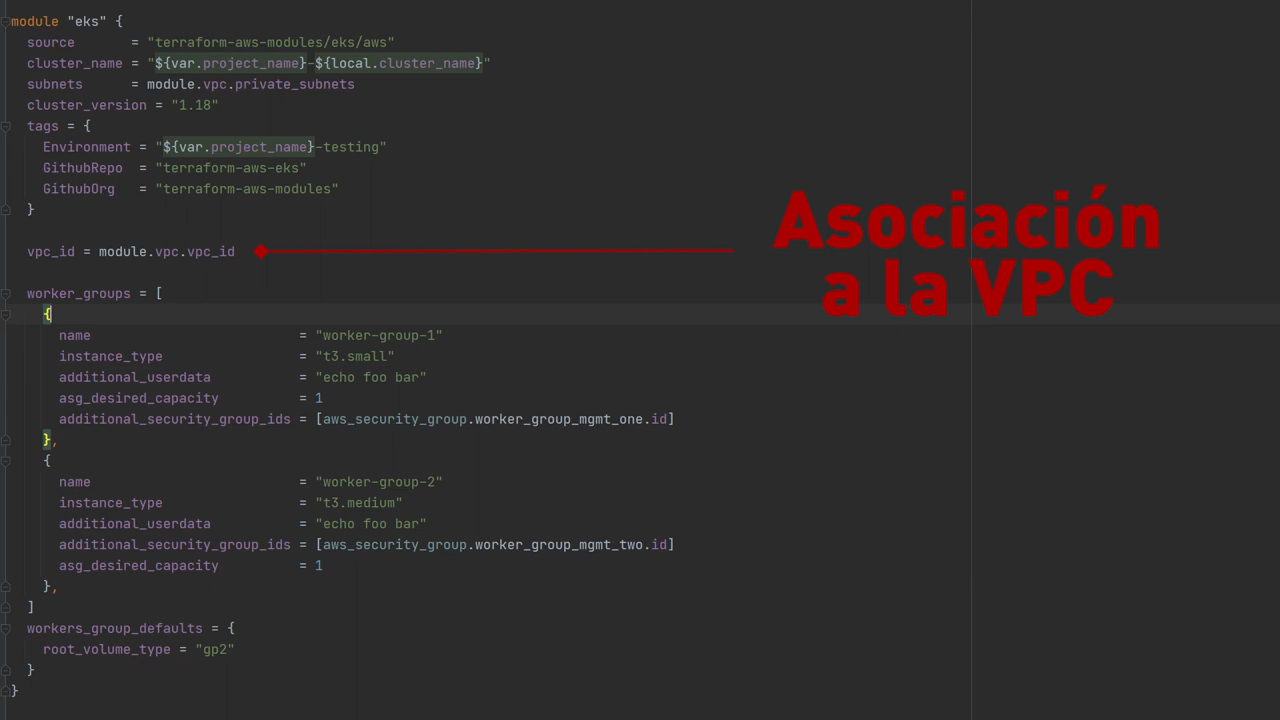 module "eks" {
  source       = "terraform-aws-modules/eks/aws"
  cluster_name = "${var.project_name}-${local.cluster_name}"
  subnets      = module.vpc.private_subnets
  cluster_version = "1.18"
  tags = {
    Environment = "${var.project_name}-testing"
    GithubRepo  = "terraform-aws-eks"
    GithubOrg   = "terraform-aws-modules"
  }
  vpc_id = module.vpc.vpc_id
Asociación
a la VPC
  worker_groups = [
    {
      name                          = "worker-group-1"
      instance_type                 = "t3.small"
      additional_userdata           = "echo foo bar"
      asg_desired_capacity          = 1
      additional_security_group_ids = [aws_security_group.worker_group_mgmt_one.id]
    },
    {
      name                          = "worker-group-2"
      instance_type                 = "t3.medium"
      additional_userdata           = "echo foo bar"
      additional_security_group_ids = [aws_security_group.worker_group_mgmt_two.id]
      asg_desired_capacity          = 1
    },
  ]
  workers_group_defaults = {
    root_volume_type = "gp2"
  }
}